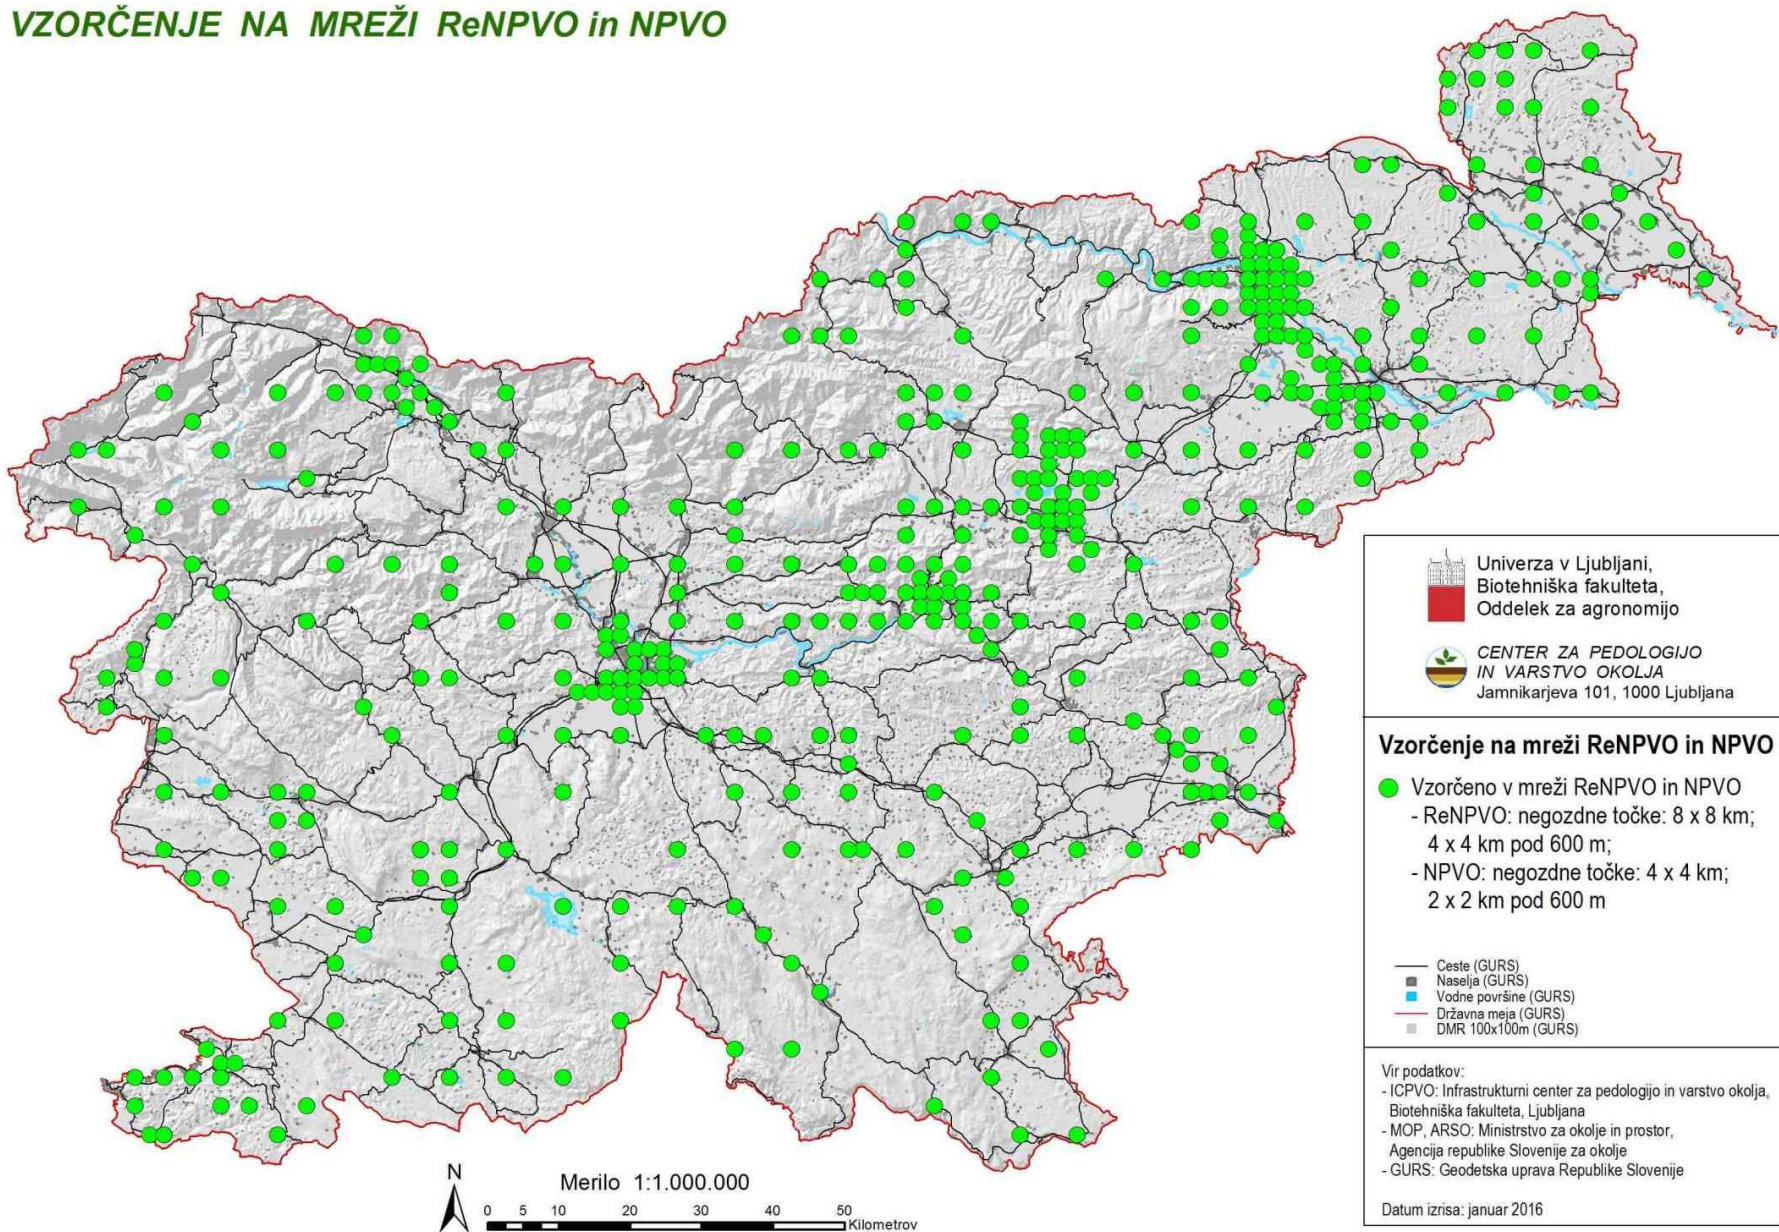 VZORČENJE NA MREŽI ReNPVO in NPVO
Univerza v Ljubljani,
Biotehniška fakulteta,
Oddelek za agronomijo
CENTER ZA PEDOLOGIJO
IN VARSTVO OKOLJA
Jamnikarjeva 101, 1000 Ljubljana
Vzorčenje na mreži ReNPVO in NPVO
Vzorčeno v mreži ReNPVO in NPVO
- ReNPVO: negozdne točke: 8 x 8 km;
4 x 4 km pod 600 m;
- NPVO: negozdne točke: 4 x 4 km;
2 x 2 km pod 600 m
Ceste (GURS)
Naselja (GURS)
Vodne površine (GURS)
Državna meja (GURS)
DMR 100x100m (GURS)
Vir podatkov:
- ICPVO: Infrastrukturni center za pedologijo in varstvo okolja,
Biotehniška fakulteta, Ljubljana
- MOP, ARSO: Ministrstvo za okolje in prostor,
Agencija republike Slovenije za okolje
- GURS: Geodetska uprava Republike Slovenije
Datum izrisa: januar 2016
N
Merilo 1:1.000.000
0 5 10 20 30 40 50
Kilometrov